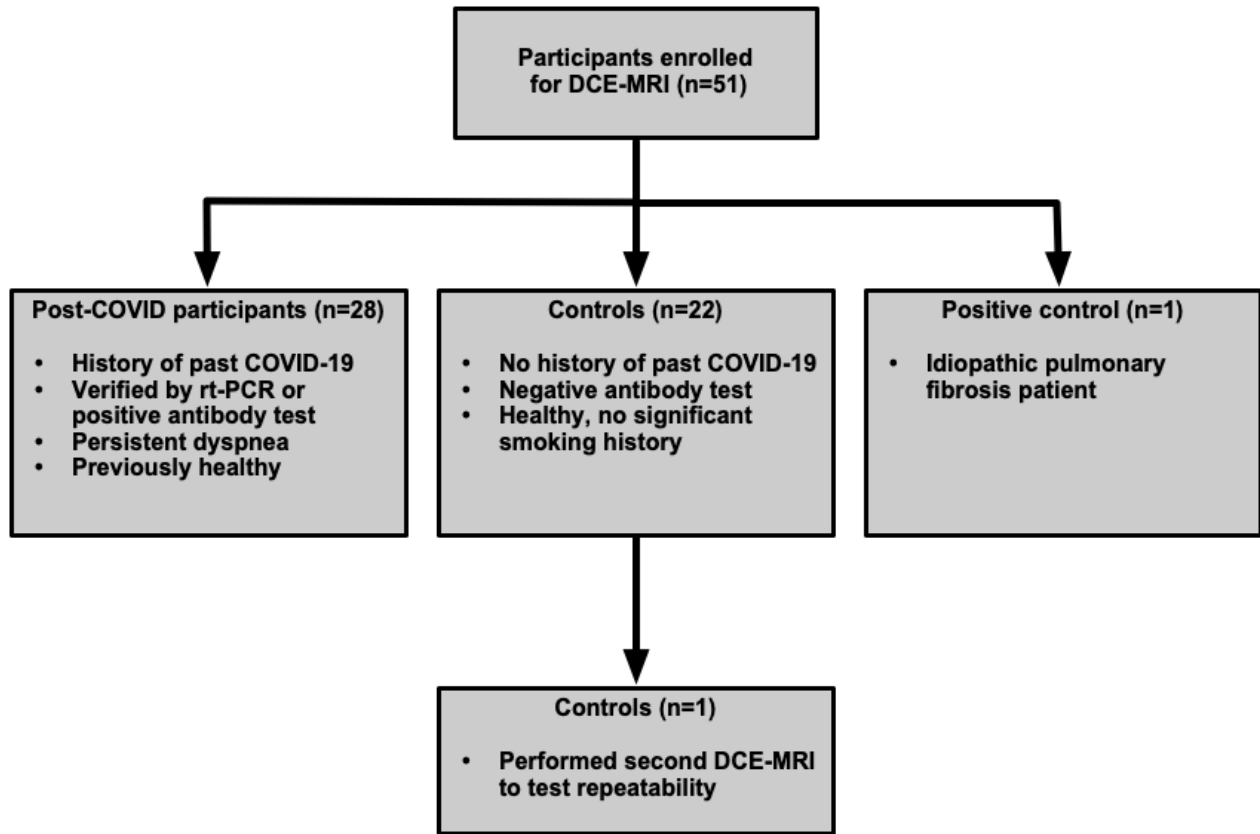 Participants enrolled
for DCE-MRI (n=51)
Post-COVID participants (n=28)
• History of past COVID-19
• Verified by rt-PCR or
positive antibody test
• Persistent dyspnea
• Previously healthy
Controls (n=22)
• No history of past COVID-19
• Negative antibody test
• Healthy, no significant
smoking history
Positive control (n=1)
• Idiopathic pulmonary
fibrosis patient
Controls (n=1)
• Performed second DCE-MRI
to test repeatability